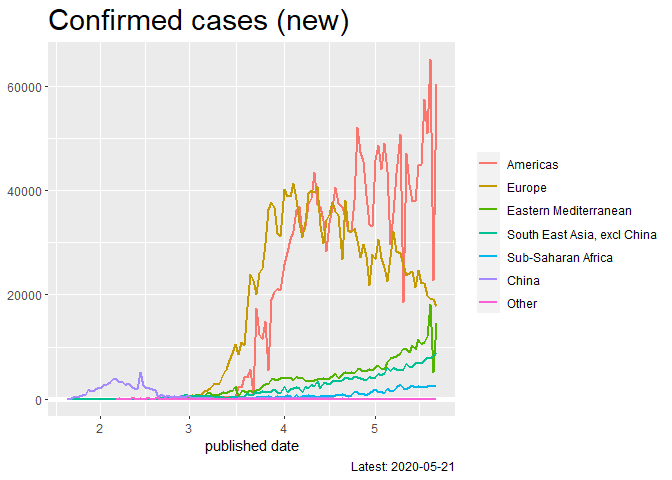 Confirmed cases (new)
60000
40000
20000
0
2 3 4 5
published date
Americas
Europe
Eastern Mediterranean
South East Asia, excl China
Sub-Saharan Africa
China
Other
Latest: 2020-05-21